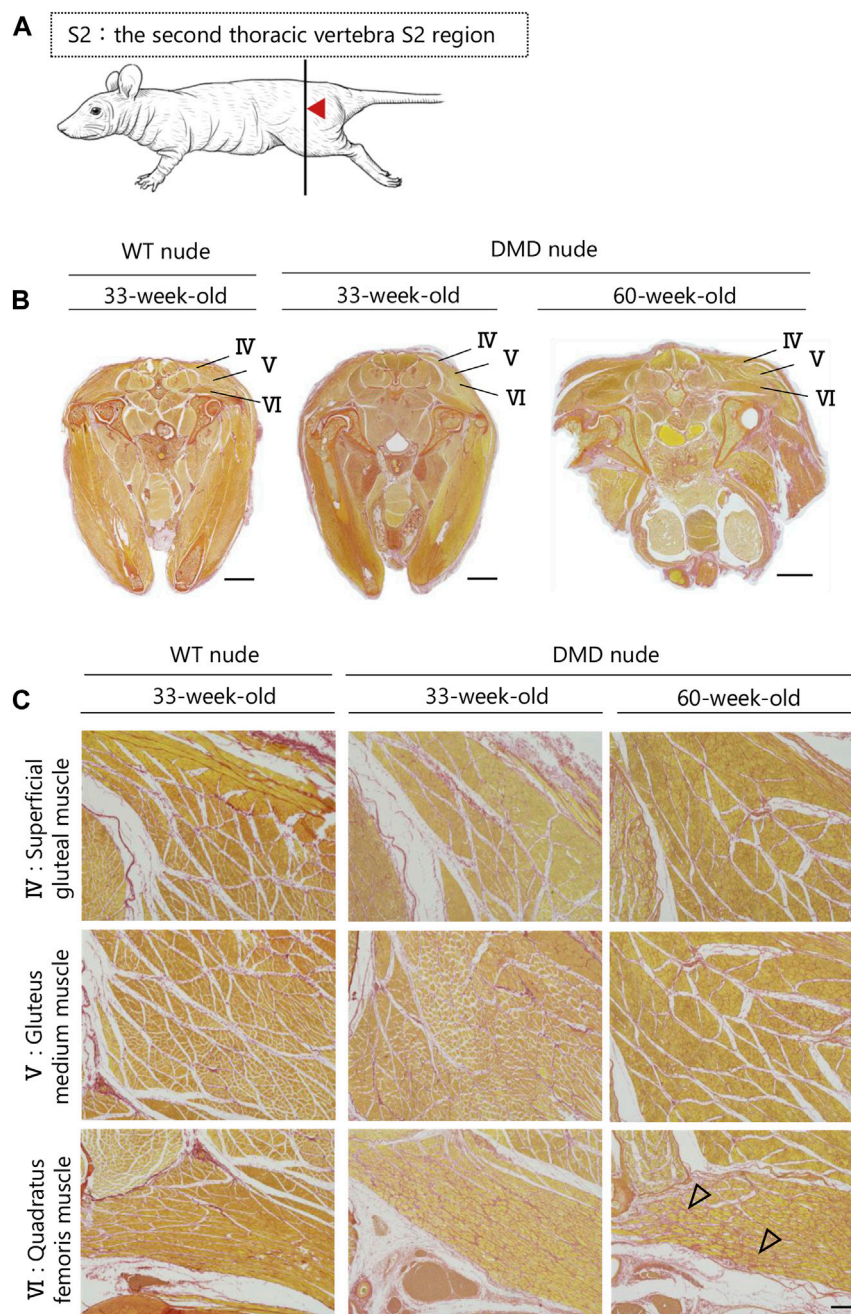 A
S2：the second thoracic vertebra S2 region
WT nude
DMD nude
B
33-week-old
33-week-old
60-week-old
Ⅳ
Ⅴ
Ⅵ
Ⅳ
Ⅴ
Ⅵ
Ⅳ
Ⅴ
Ⅵ
WT nude
DMD nude
C
33-week-old
33-week-old
60-week-old
Ⅳ : Superficial
gluteal muscle
Ⅴ : Gluteus
medium muscle
Ⅵ : Quadratus
femoris muscle